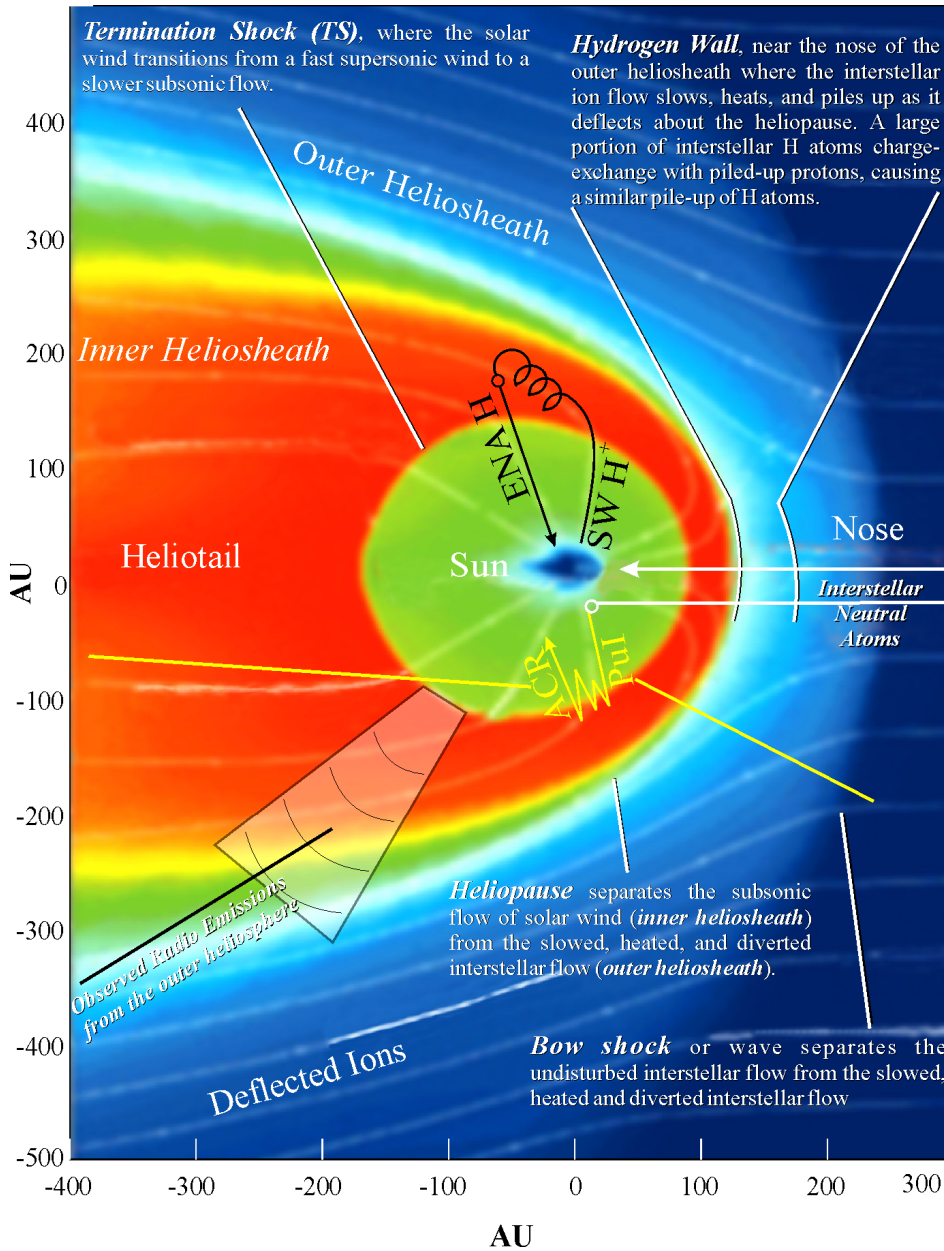 Termination Shock (TS), where the solar
wind transitions from a fast supersonic wind to a
slower subsonic flow.
Hydrogen Wall, near the nose of the
outer heliosheath where the interstellar
ion flow slows, heats, and piles up as it
deflects about the heliopause. A large
portion of interstellar H atoms charge-
exchange with piled-up protons, causing
a similar pile-up of H atoms.
Outer Heliosheath
Inner Heliosheath
ENA H
SW H+
Heliotail
Sun
Nose
Interstellar
Neutral
Atoms
ACR
PuI
Observed Radio Emissions
from the outer heliosphere
Heliopause separates the subsonic
flow of solar wind (inner heliosheath)
from the slowed, heated, and diverted
interstellar flow (outer heliosheath).
Bow shock or wave separates the
undisturbed interstellar flow from the slowed,
heated and diverted interstellar flow
Deflected Ions
AU
400
300
200
100
0
-100
-200
-300
-400
-500
-400
-300
-200
-100
0
100
200
300
AU